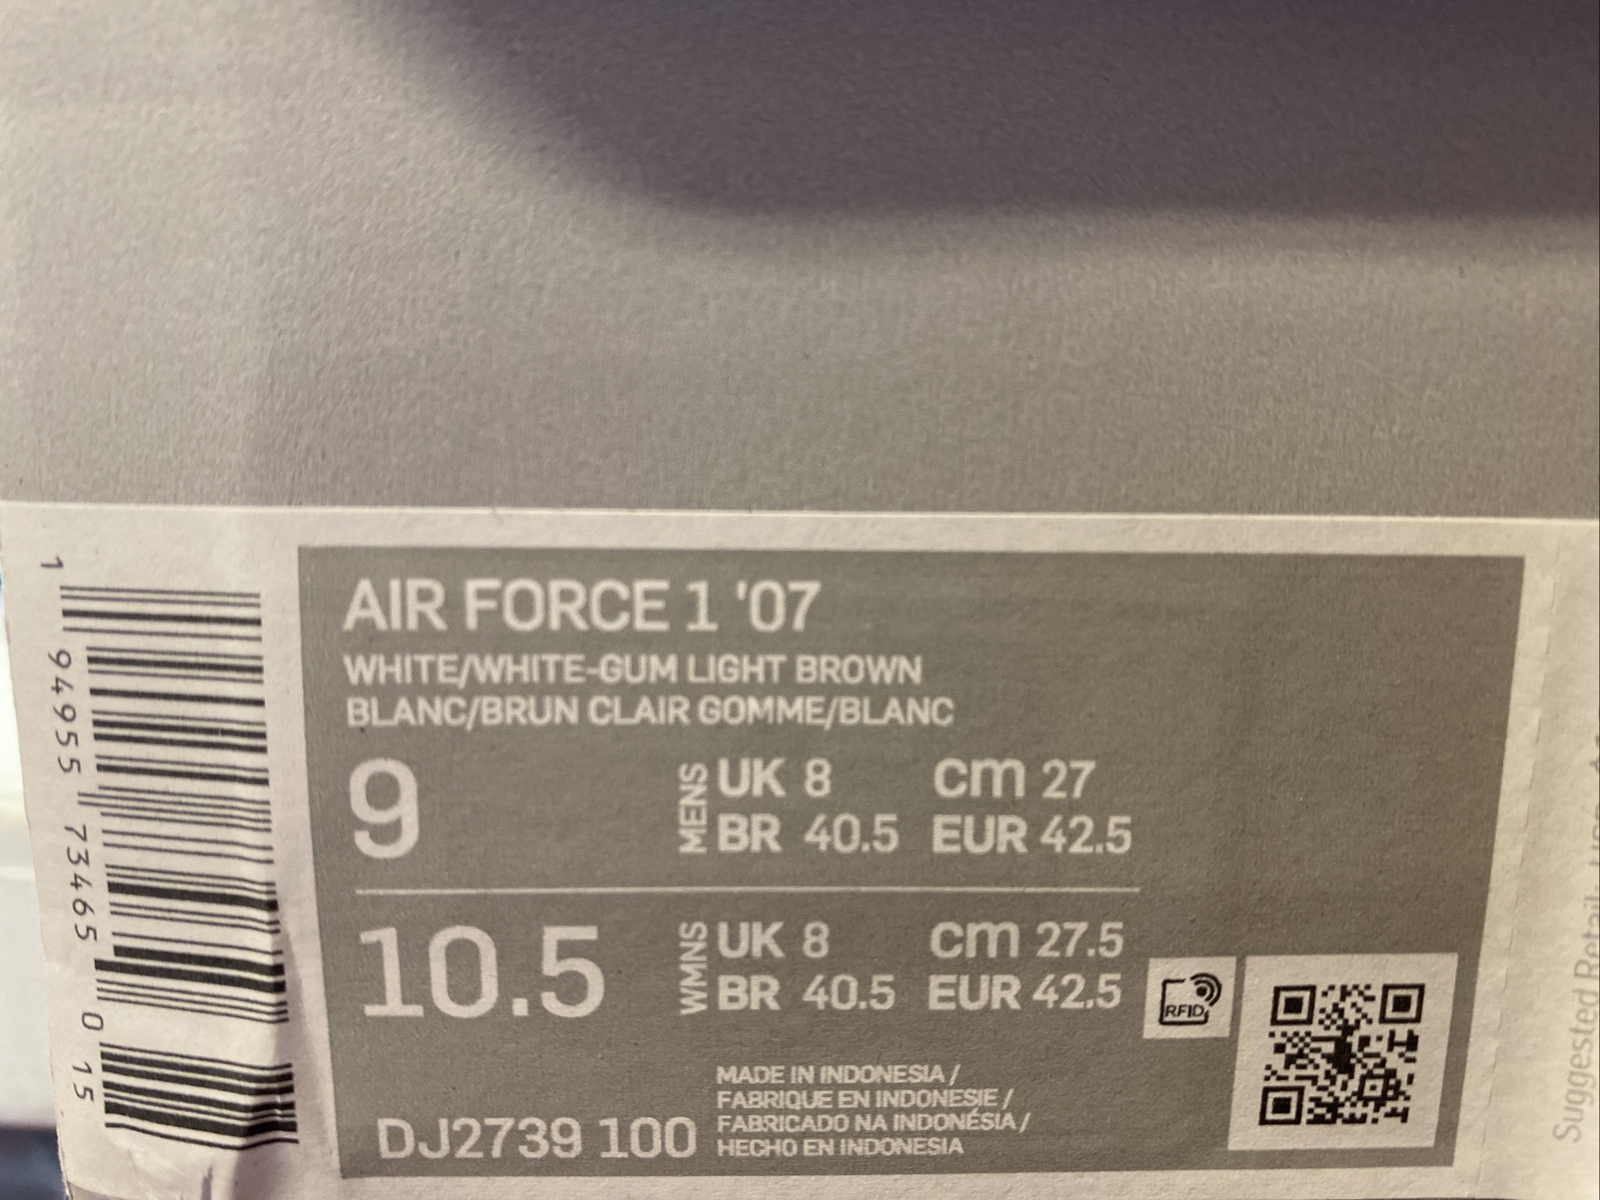 AIR FORCE 1 '07
WHITE/WHITE-GUM LIGHT BROWN
BLANC/BRUN CLAIR GOMME/BLANC
9 MENS UK 8 cm 27
BR 40.5 EUR 42.5
10.5 WMNS UK 8 cm 27.5
BR 40.5 EUR 42.5
RFID
DJ2739 100
MADE IN INDONESIA /
FABRIQUE EN INDONESIE /
FABRICADO NA INDONÉSIA /
HECHO EN INDONESIA
1 94955 73465 0 15
Suggested Retail: